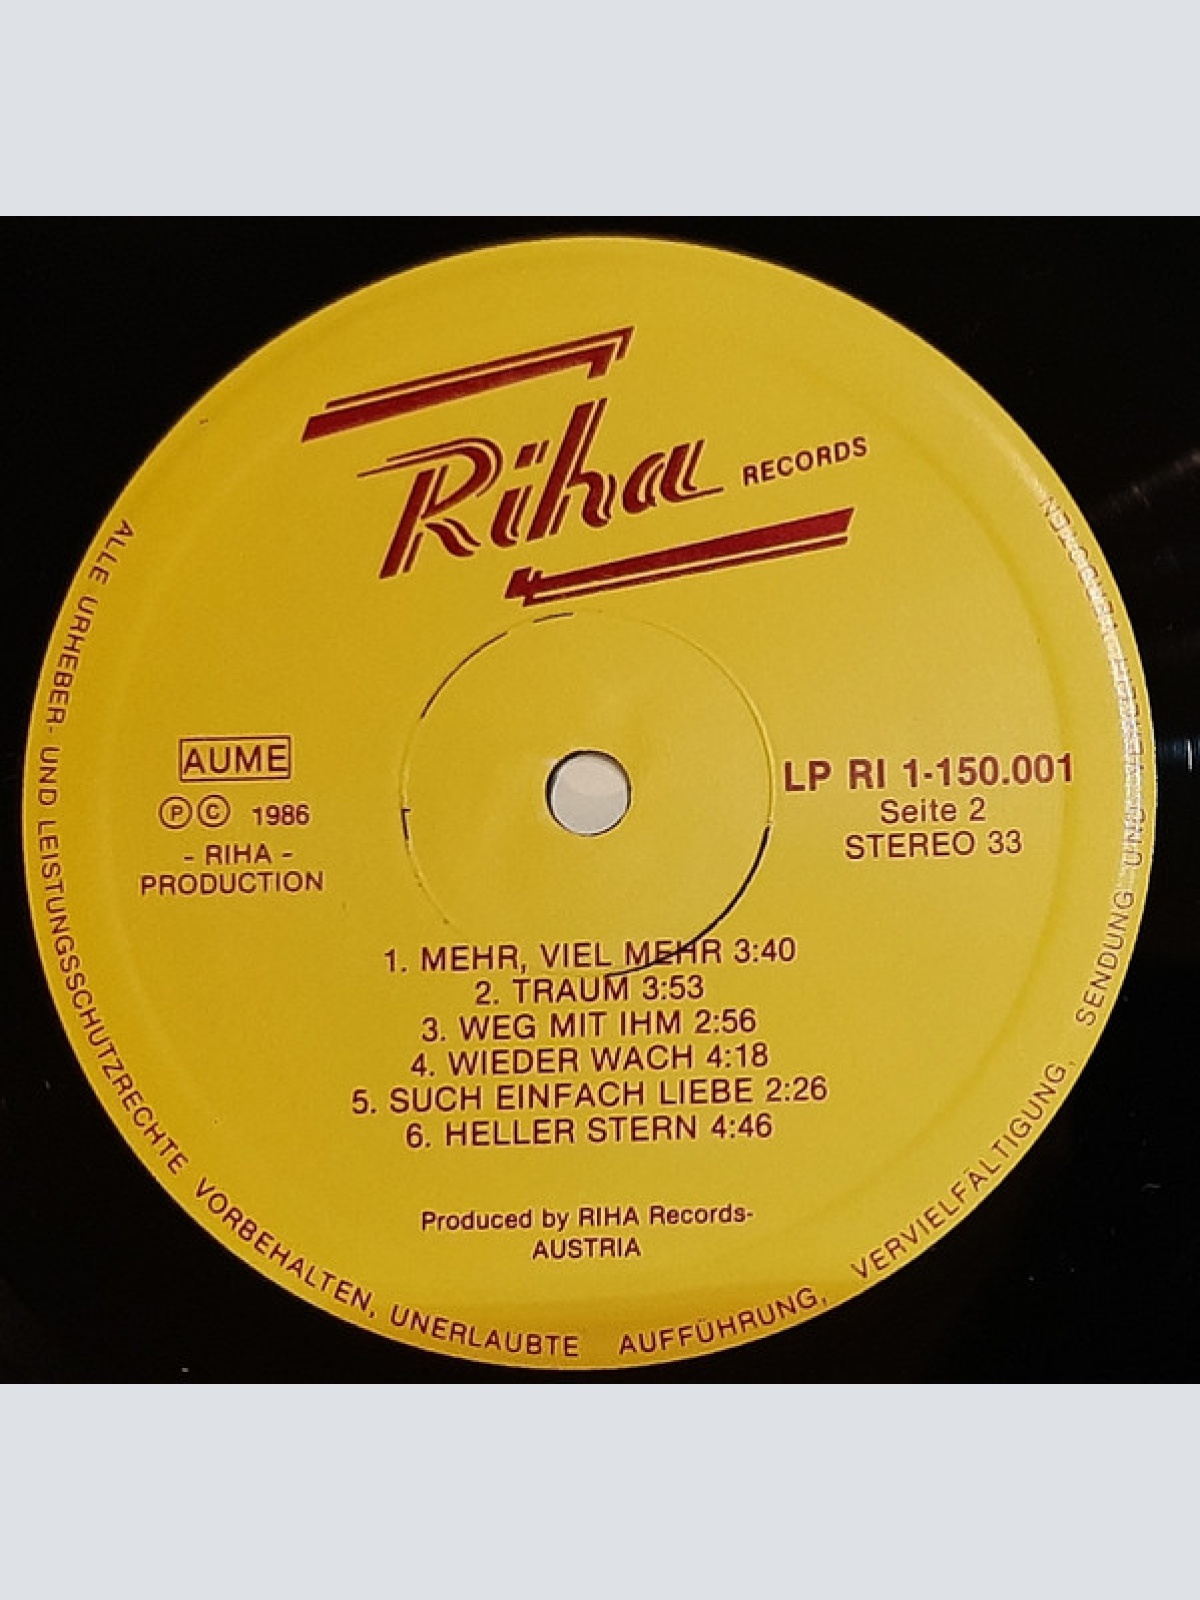 Riha RECORDS
AUME
Ⓟ Ⓒ 1986
- RIHA -
PRODUCTION
LP RI 1-150.001
Seite 2
STEREO 33
1. MEHR, VIEL MEHR 3:40
2. TRAUM 3:53
3. WEG MIT IHM 2:56
4. WIEDER WACH 4:18
5. SUCH EINFACH LIEBE 2:26
6. HELLER STERN 4:46
Produced by RIHA Records-
AUSTRIA
ALLE URHEBER- UND LEISTUNGSSCHUTZRECHTE VORBEHALTEN, UNERLAUBTE AUFFÜHRUNG, VERVIELFÄLTIGUNG, SENDUNG UND